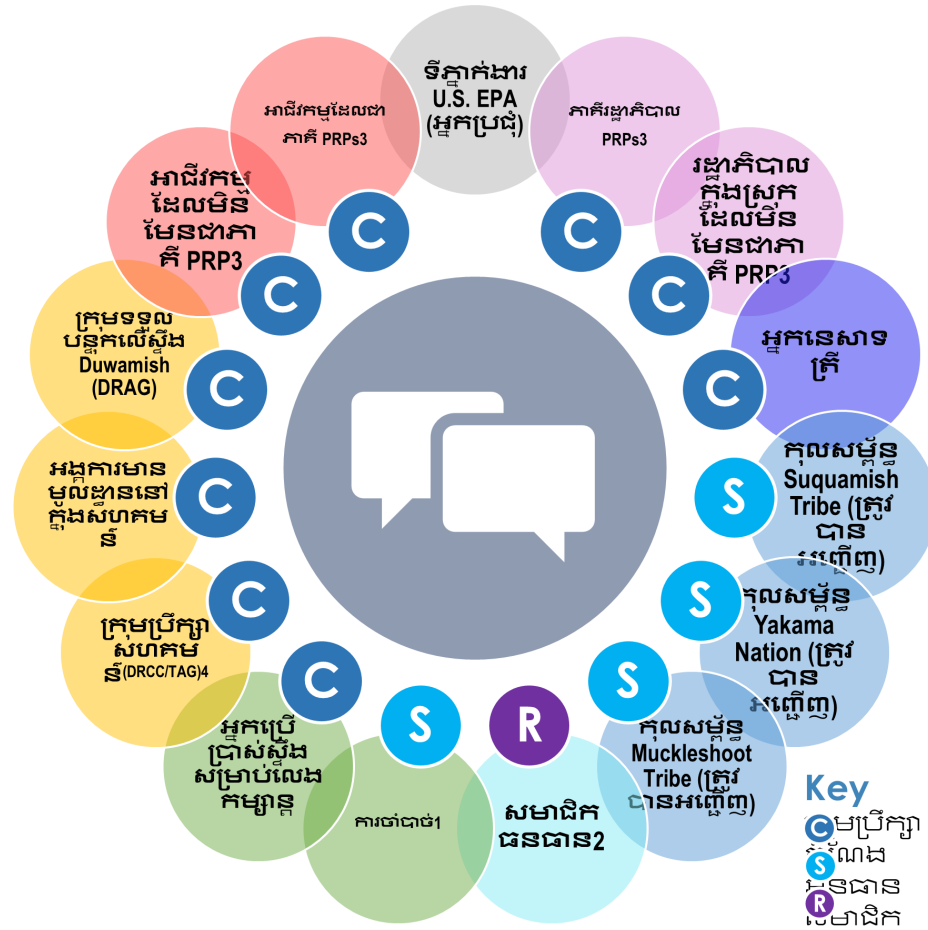 ទីភ្នាក់ងារ
U.S. EPA
(អ្នកប្រជុំ)
ភាគីរដ្ឋាភិបាល
PRPs3
រដ្ឋាភិបាល
ក្នុងស្រុក
ដែលមិន
មែនជាភា
គី PRP3
អ្នកនេសាទ
ត្រី
កុលសម្ព័ន្ធ
Suquamish
Tribe (ត្រូវ
បាន
អញ្ជើញ)
កុលសម្ព័ន្ធ
Yakama
Nation (ត្រូវ
បាន
អញ្ជើញ)
កុលសម្ព័ន្ធ
Muckleshoot
Tribe (ត្រូវ
បានអញ្ជើញ)
សមាជិក
ធនធាន2
ការចាំបាច់1
អ្នកប្រើ
ប្រាស់ស្ទឹង
សម្រាប់លេង
កម្សាន្ត
ក្រុមប្រឹក្សា
សហគម
ន៍(DRCC/TAG)4
អង្គការមាន
មូលដ្ឋាននៅ
ក្នុងសហគម
ន៍
ក្រុមទទួល
បន្ទុកលើស្ទឹង
Duwamish
(DRAG)
អាជីវកម្ម
ដែលមិន
មែនជាភា
គី PRP3
អាជីវកម្មដែលជា
ភាគី PRPs3
C
C
C
S
S
S
R
S
C
C
C
C
C
C
Key
C
S
R